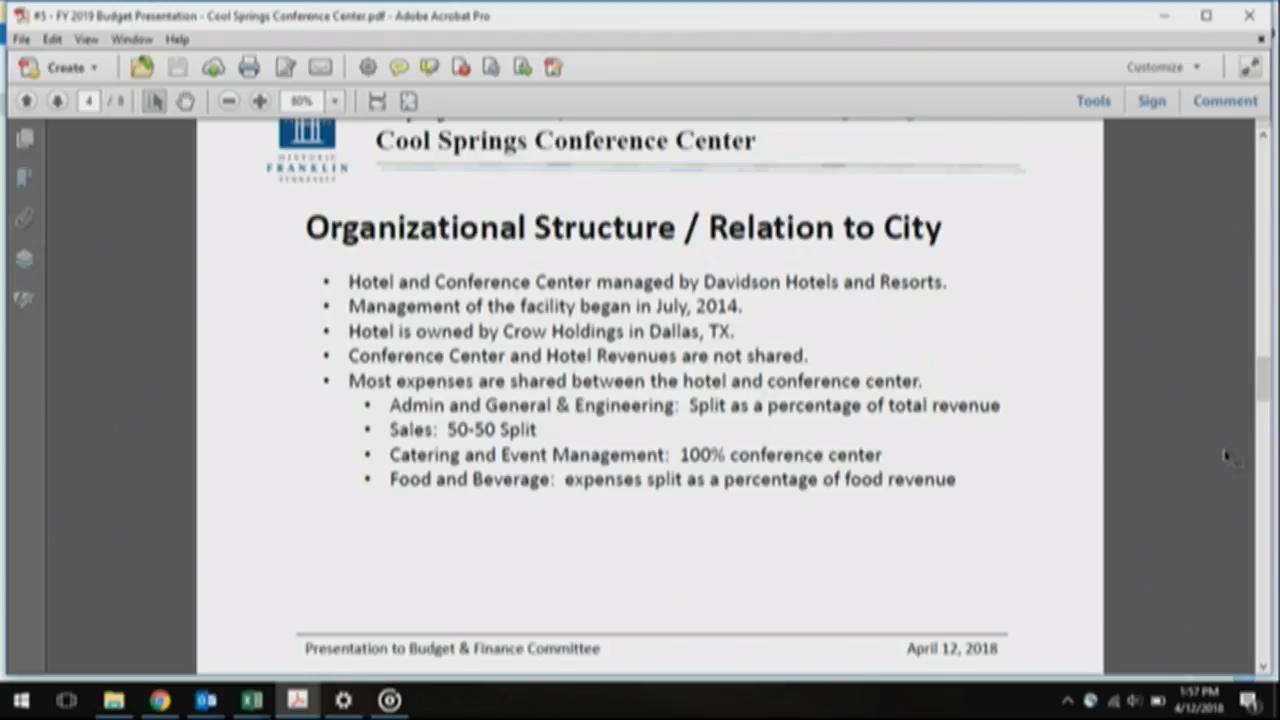 #5 - FY 2019 Budget Presentation - Cool Springs Conference Center.pdf - Adobe Acrobat Pro
File Edit View Window Help
Create
Customize
4 / 8
80%
Tools Sign Comment
Cool Springs Conference Center
HISTORIC
FRANKLIN
TENNESSEE
Organizational Structure / Relation to City
• Hotel and Conference Center managed by Davidson Hotels and Resorts.
• Management of the facility began in July, 2014.
• Hotel is owned by Crow Holdings in Dallas, TX.
• Conference Center and Hotel Revenues are not shared.
• Most expenses are shared between the hotel and conference center.
• Admin and General & Engineering: Split as a percentage of total revenue
• Sales: 50-50 Split
• Catering and Event Management: 100% conference center
• Food and Beverage: expenses split as a percentage of food revenue
Presentation to Budget & Finance Committee
April 12, 2018
1:57 PM
4/12/2018